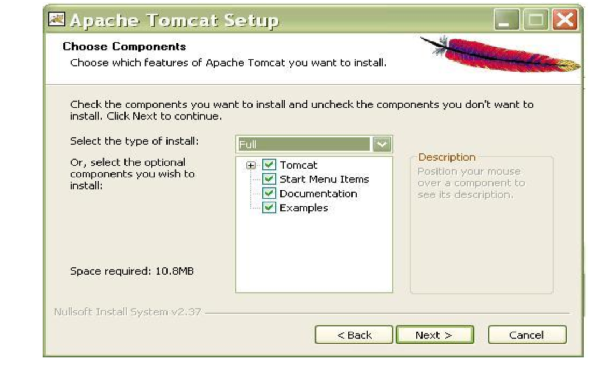 Apache Tomcat Setup
Choose Components
Choose which features of Apache Tomcat you want to install.
Check the components you want to install and uncheck the components you don't want to
install. Click Next to continue.
Select the type of install:
Full
Or, select the optional
components you wish to
install:
Tomcat
Start Menu Items
Documentation
Examples
Description
Position your mouse
over a component to
see its description.
Space required: 10.8MB
Nullsoft Install System v2.37
< Back
Next >
Cancel